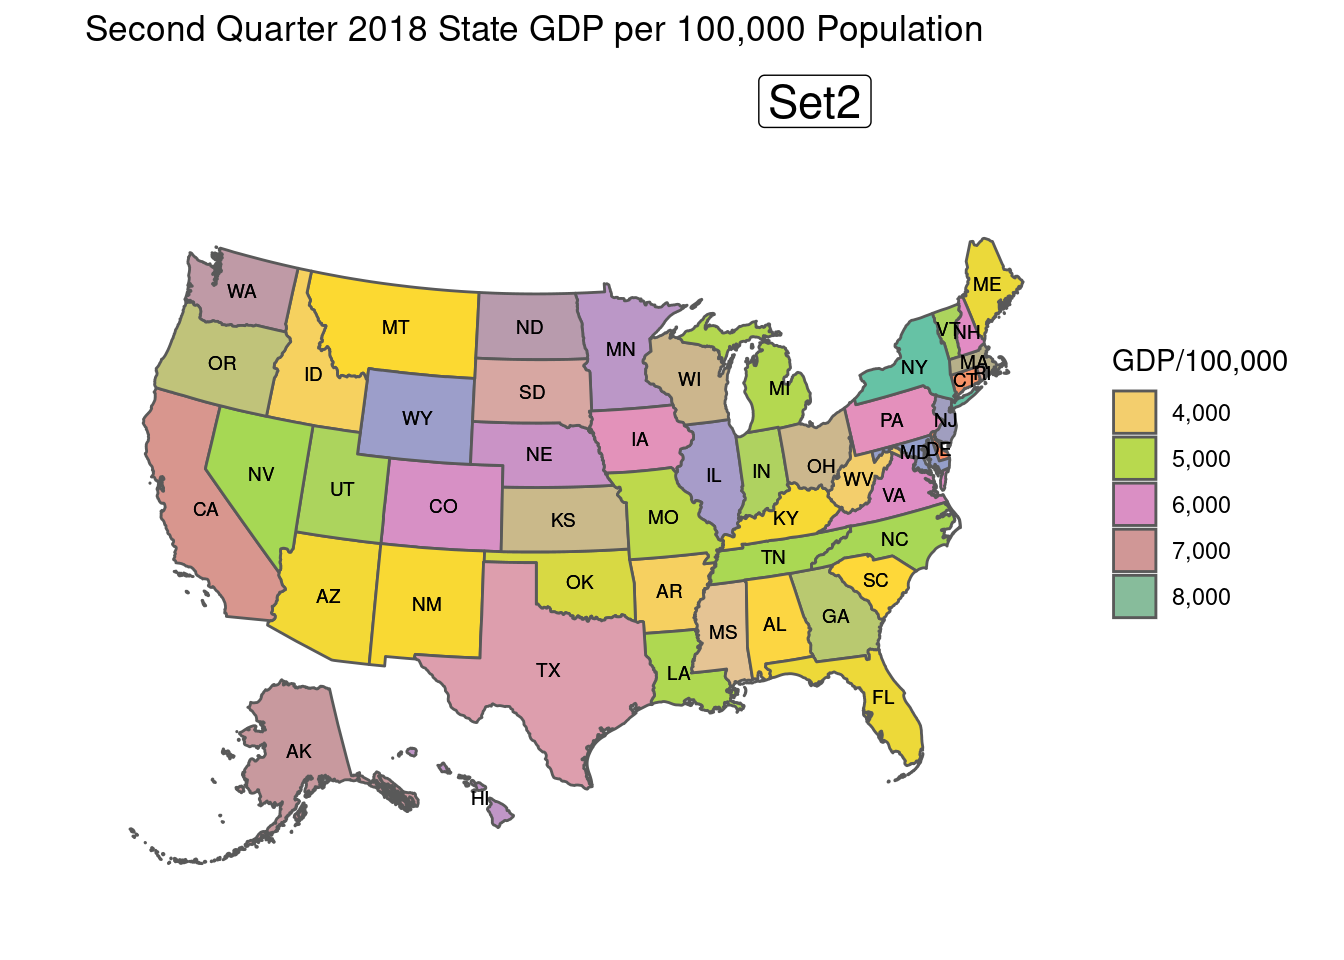 Second Quarter 2018 State GDP per 100,000 Population
Set2
ME
WA
VT
NH
MT
ND
MN
OR
NY
MA
RI
ID
WI
CT
MI
SD
WY
PA
NJ
IA
NE
MD
DE
OH
NV
IL
IN
WV
UT
VA
CA
CO
KS
MO
KY
NC
TN
OK
SC
AZ
NM
AR
GA
MS
AL
TX
LA
FL
AK
HI
GDP/100,000
4,000
5,000
6,000
7,000
8,000